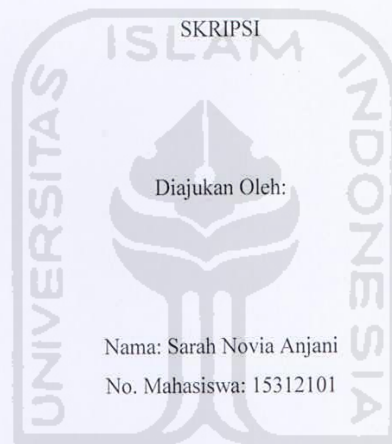 SKRIPSI
ISLAM
UNIVERSITAS
INDONESIA
Diajukan Oleh:
Nama: Sarah Novia Anjani
No. Mahasiswa: 15312101